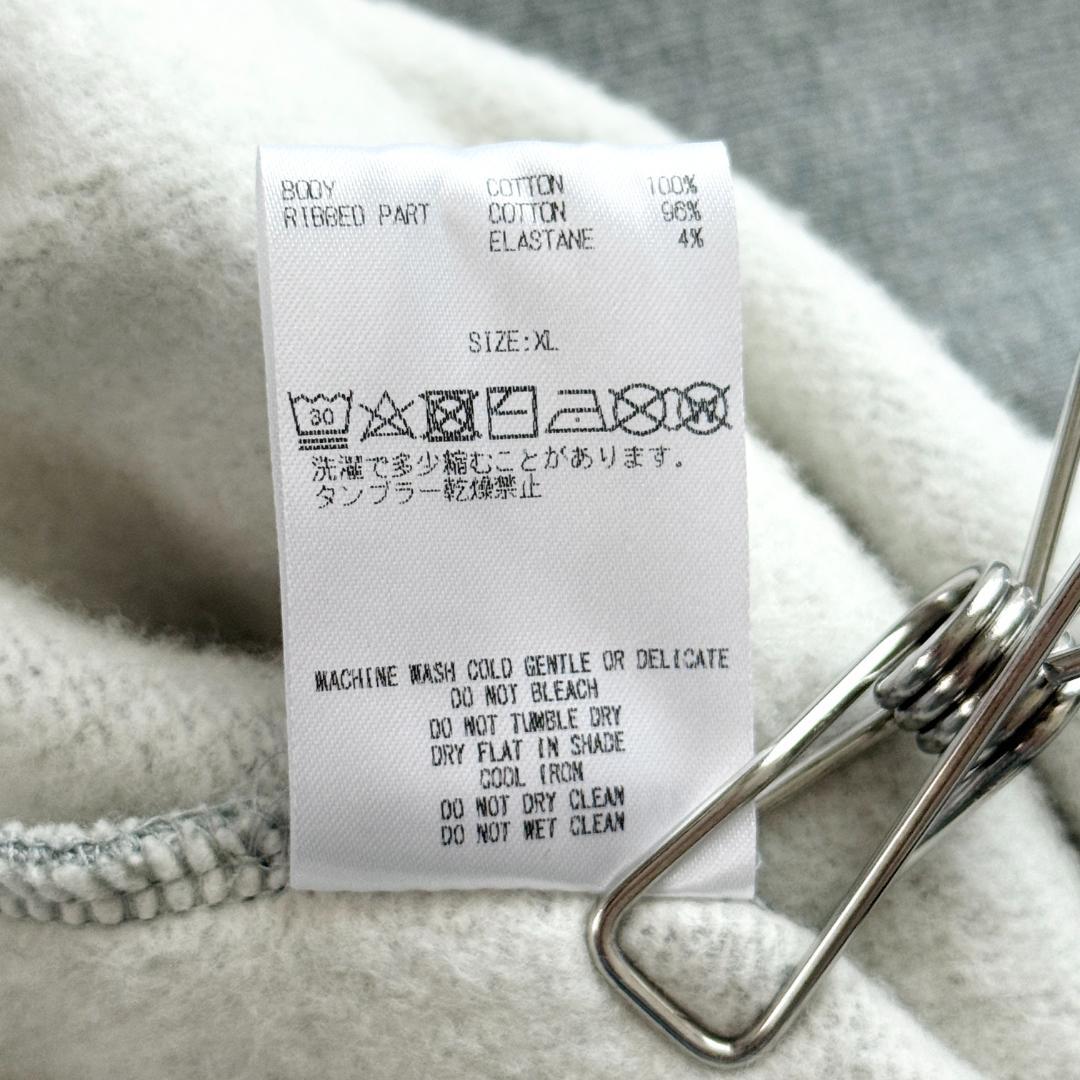 BODY COTTON 100%
RIBBED PART COTTON 96%
ELASTANE 4%
SIZE:XL
30 W
洗濯で多少縮むことがあります。
タンブラー乾燥禁止
MACHINE WASH COLD GENTLE OR DELICATE
DO NOT BLEACH
DO NOT TUMBLE DRY
DRY FLAT IN SHADE
COOL IRON
DO NOT DRY CLEAN
DO NOT WET CLEAN